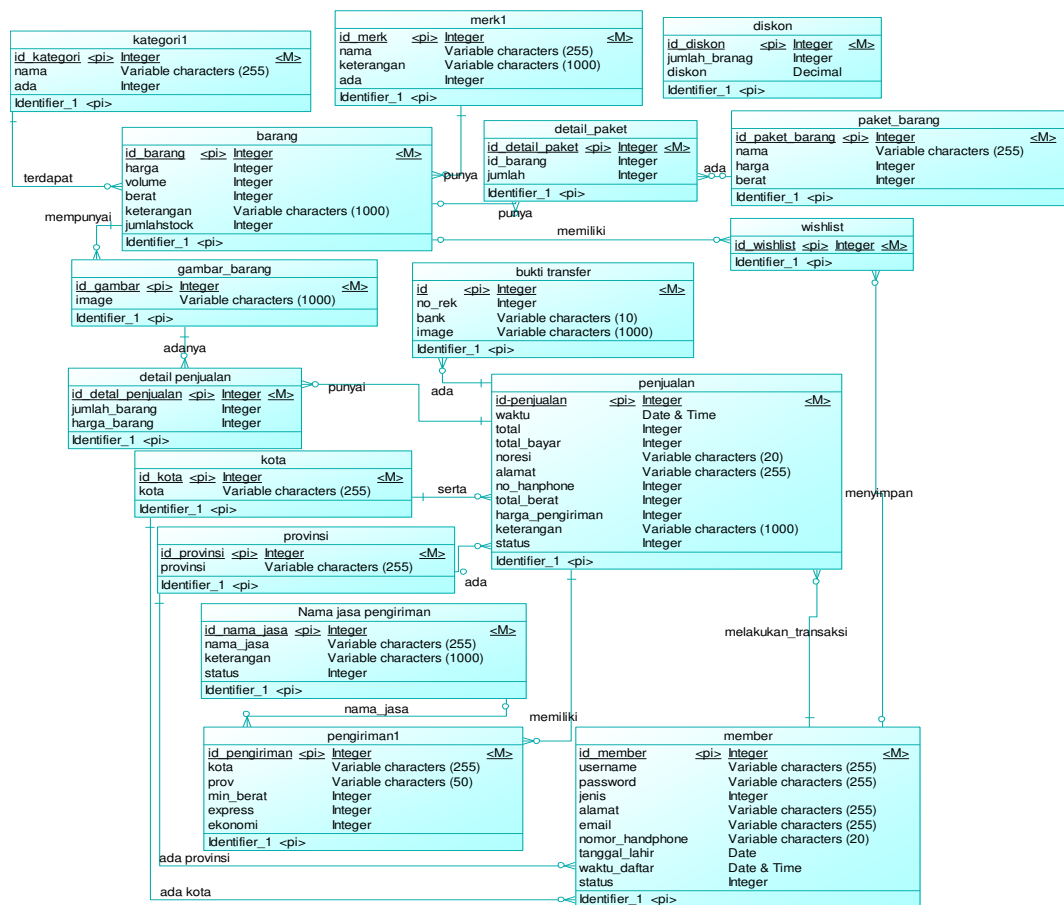 kategori1
id_kategori <pi> Integer <M>
nama Variable characters (255)
ada Integer
Identifier_1 <pi>
merk1
id_merk <pi> Integer <M>
nama Variable characters (255)
keterangan Variable characters (1000)
ada Integer
Identifier_1 <pi>
diskon
id_diskon <pi> Integer <M>
jumlah_branag Integer
diskon Decimal
Identifier_1 <pi>
barang
id_barang <pi> Integer <M>
harga Integer
volume Integer
berat Integer
keterangan Variable characters (1000)
jumlahstock Integer
Identifier_1 <pi>
detail_paket
id_detail_paket <pi> Integer <M>
id_barang Integer
jumlah Integer
Identifier_1 <pi>
paket_barang
id_paket_barang <pi> Integer <M>
nama Variable characters (255)
harga Integer
berat Integer
Identifier_1 <pi>
terdapat
punya
ada
punya
mempunyai
memiliki
wishlist
id_wishlist <pi> Integer <M>
Identifier_1 <pi>
gambar_barang
id_gambar <pi> Integer <M>
image Variable characters (1000)
Identifier_1 <pi>
bukti transfer
id <pi> Integer <M>
no_rek Integer
bank Variable characters (10)
image Variable characters (1000)
Identifier_1 <pi>
adanya
detail penjualan
id_detal_penjualan <pi> Integer <M>
jumlah_barang Integer
harga_barang Integer
Identifier_1 <pi>
punyai
ada
penjualan
id-penjualan <pi> Integer <M>
waktu Date & Time
total Integer
total_bayar Integer
noresi Variable characters (20)
alamat Variable characters (255)
no_hanphone Integer
total_berat Integer
harga_pengiriman Integer
keterangan Variable characters (1000)
status Integer
Identifier_1 <pi>
kota
id_kota <pi> Integer <M>
kota Variable characters (255)
Identifier_1 <pi>
serta
menyimpan
provinsi
id_provinsi <pi> Integer <M>
provinsi Variable characters (255)
Identifier_1 <pi>
ada
Nama jasa pengiriman
id_nama_jasa <pi> Integer <M>
nama_jasa Variable characters (255)
keterangan Variable characters (1000)
status Integer
Identifier_1 <pi>
melakukan_transaksi
nama_jasa
memiliki
pengiriman1
id_pengiriman <pi> Integer <M>
kota Variable characters (255)
prov Variable characters (50)
min_berat Integer
express Integer
ekonomi Integer
Identifier_1 <pi>
member
id_member <pi> Integer <M>
username Variable characters (255)
password Variable characters (255)
jenis Integer
alamat Variable characters (255)
email Variable characters (255)
nomor_handphone Variable characters (20)
tanggal_lahir Date
waktu_daftar Date & Time
status Integer
Identifier_1 <pi>
ada provinsi
ada kota